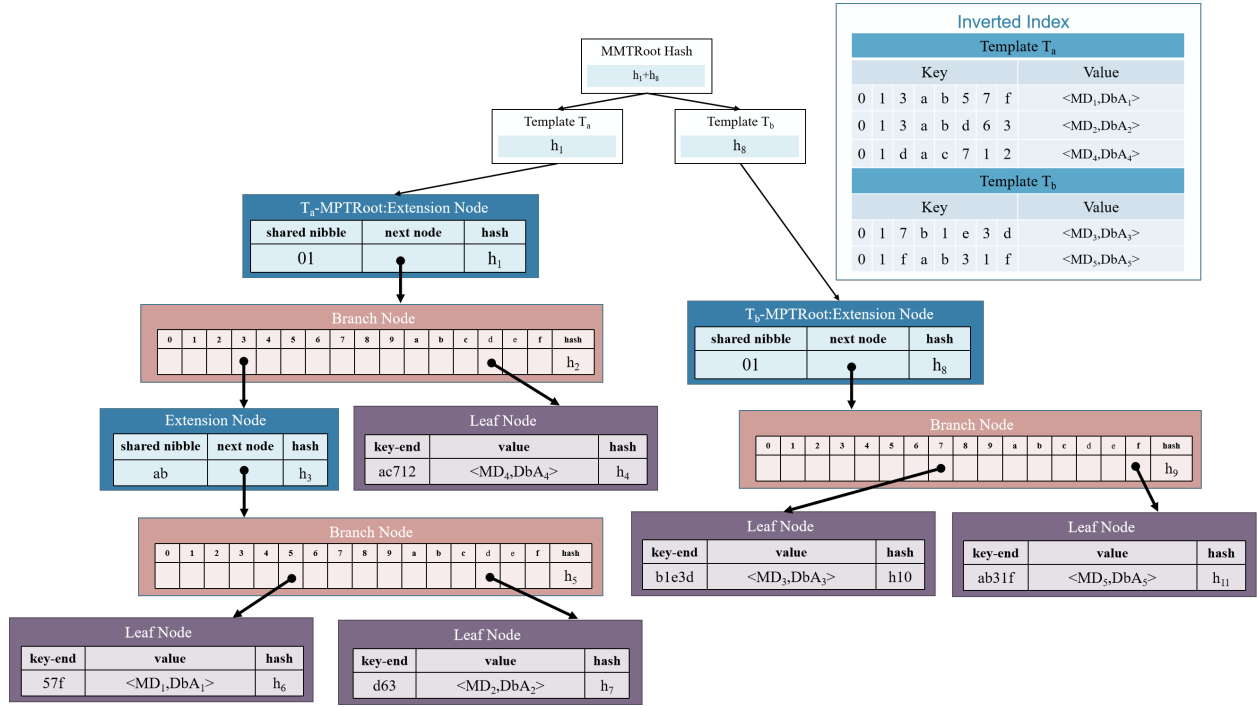 Inverted Index
Template Ta
Key Value
0 1 3 a b 5 7 f <MD1,DbA1>
0 1 3 a b d 6 3 <MD2,DbA2>
0 1 d a c 7 1 2 <MD4,DbA4>
Template Tb
Key Value
0 1 7 b 1 e 3 d <MD3,DbA3>
0 1 f a b 3 1 f <MD5,DbA5>
MMTRoot Hash
h1+h8
Template Ta
h1
Template Tb
h8
Ta-MPTRoot:Extension Node
shared nibble next node hash
01 h1
Branch Node
0 1 2 3 4 5 6 7 8 9 a b c d e f hash
h2
Extension Node
shared nibble next node hash
ab h3
Leaf Node
key-end value hash
ac712 <MD4,DbA4> h4
Branch Node
0 1 2 3 4 5 6 7 8 9 a b c d e f hash
h5
Leaf Node
key-end value hash
57f <MD1,DbA1> h6
Leaf Node
key-end value hash
d63 <MD2,DbA2> h7
Tb-MPTRoot:Extension Node
shared nibble next node hash
01 h8
Branch Node
0 1 2 3 4 5 6 7 8 9 a b c d e f hash
h9
Leaf Node
key-end value hash
b1e3d <MD3,DbA3> h10
Leaf Node
key-end value hash
ab31f <MD5,DbA5> h11